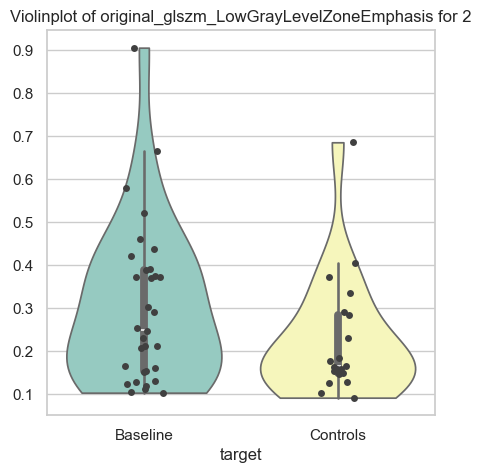 Violinplot of original_glszm_LowGrayLevelZoneEmphasis for 2
0.9
0.8
0.7
0.6
0.5
0.4
0.3
0.2
0.1
Baseline
Controls
target